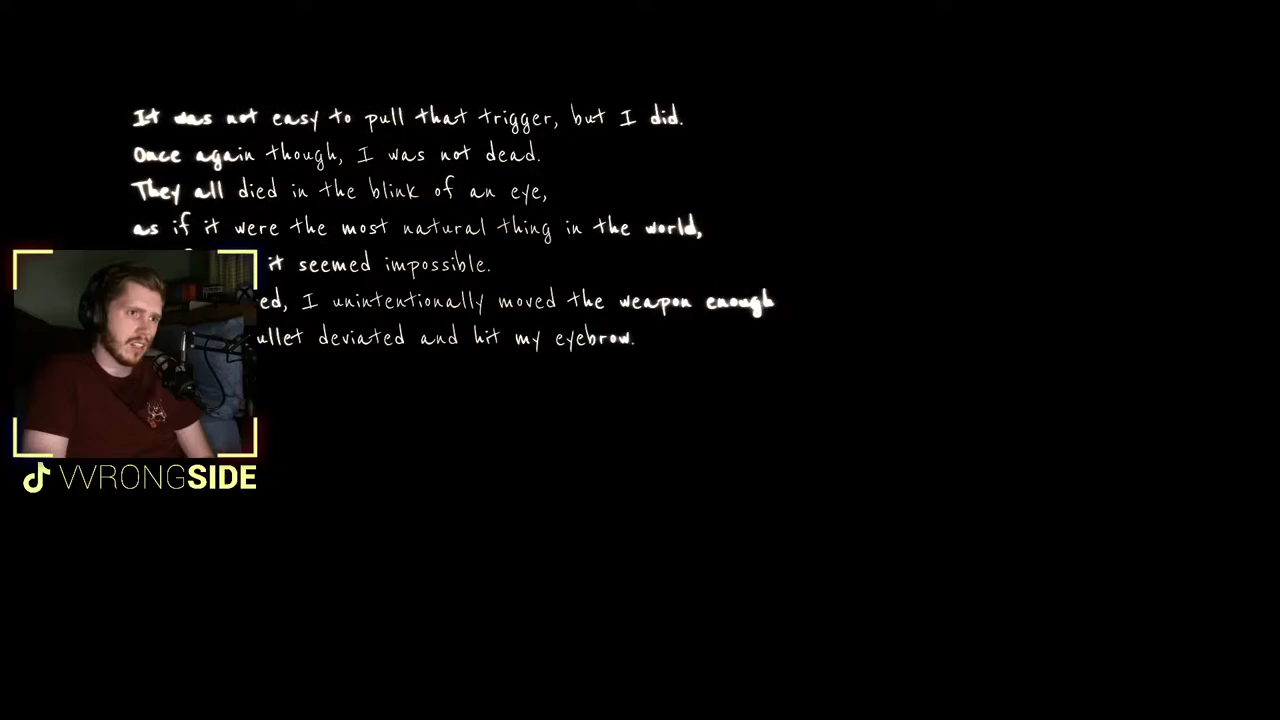 It was not easy to pull that trigger, but I did.
Once again though, I was not dead.
They all died in the blink of an eye,
as if it were the most natural thing in the world,
it seemed impossible.
ed, I unintentionally moved the weapon enough
ullet deviated and hit my eyebrow.
VVRONGSIDE